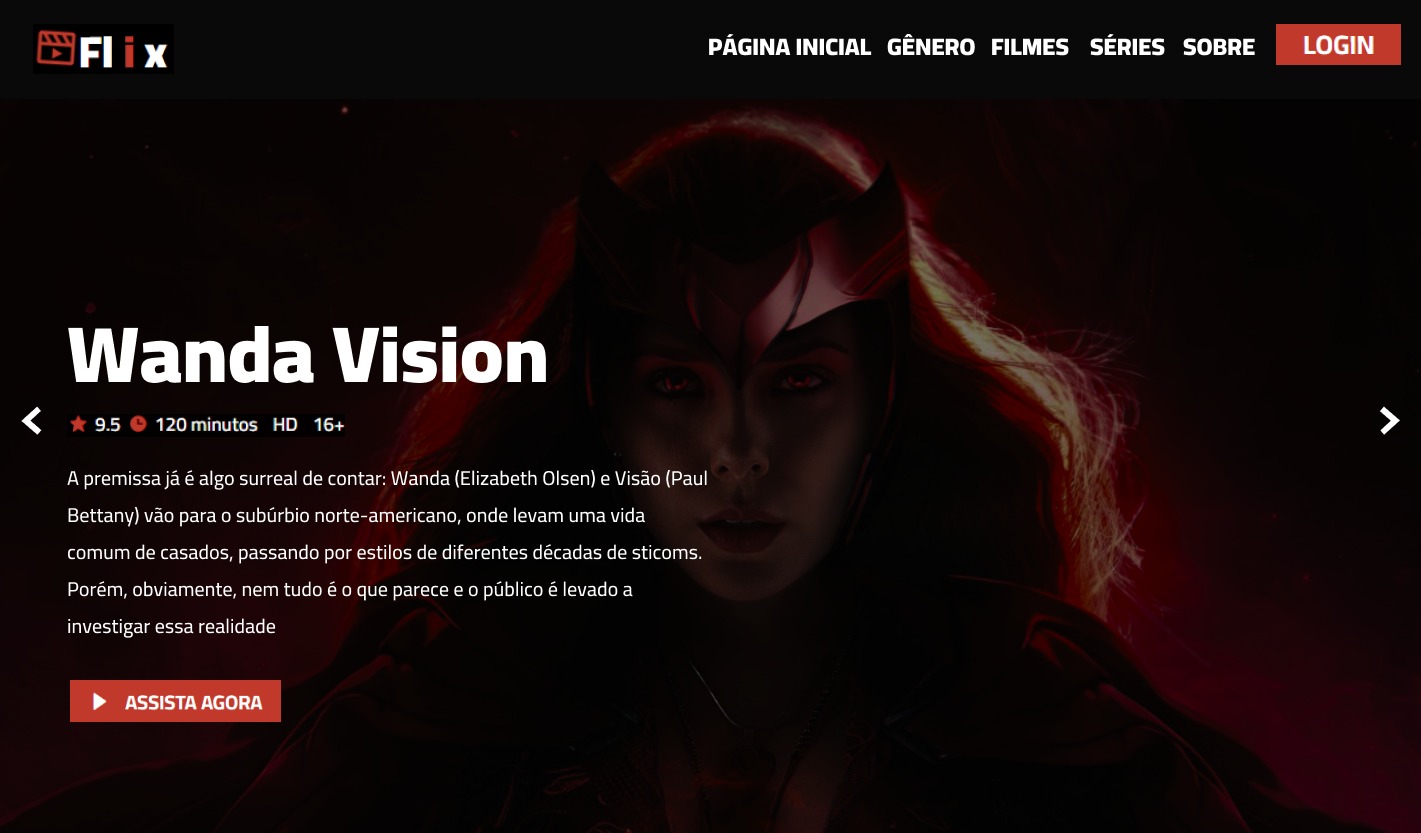 Flix
PÁGINA INICIAL GÊNERO FILMES SÉRIES SOBRE LOGIN
Wanda Vision
9.5 120 minutos HD 16+
A premissa já é algo surreal de contar: Wanda (Elizabeth Olsen) e Visão (Paul
Bettany) vão para o subúrbio norte-americano, onde levam uma vida
comum de casados, passando por estilos de diferentes décadas de sticoms.
Porém, obviamente, nem tudo é o que parece e o público é levado a
investigar essa realidade
ASSISTA AGORA